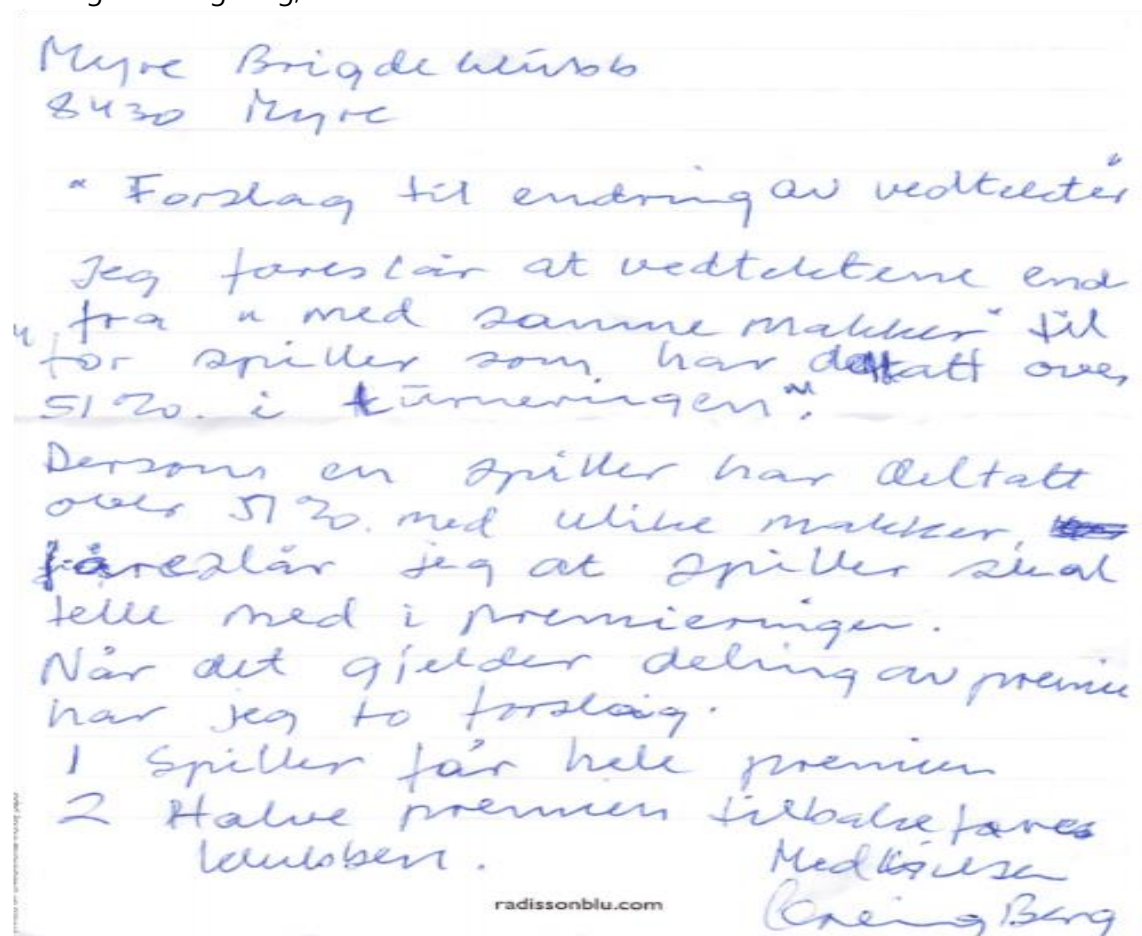 Myre Brigdeklubb
8430 Myre
"Forslag til endring av vedtekter"
Jeg foreslår at vedtektene end
fra "med samme makker" til
"for spiller som har deltatt over
51%. i turneringen".
Dersom en spiller har deltatt
over 51%. med ulike makker,
foreslår jeg at spiller skal
telle med i premieringen.
Når det gjelder deling av premie
har jeg to forslag.
1 Spiller får hele premien
2 Halve premien tilbakeføres
klubben.
Med hilsen
Berg
radissonblu.com